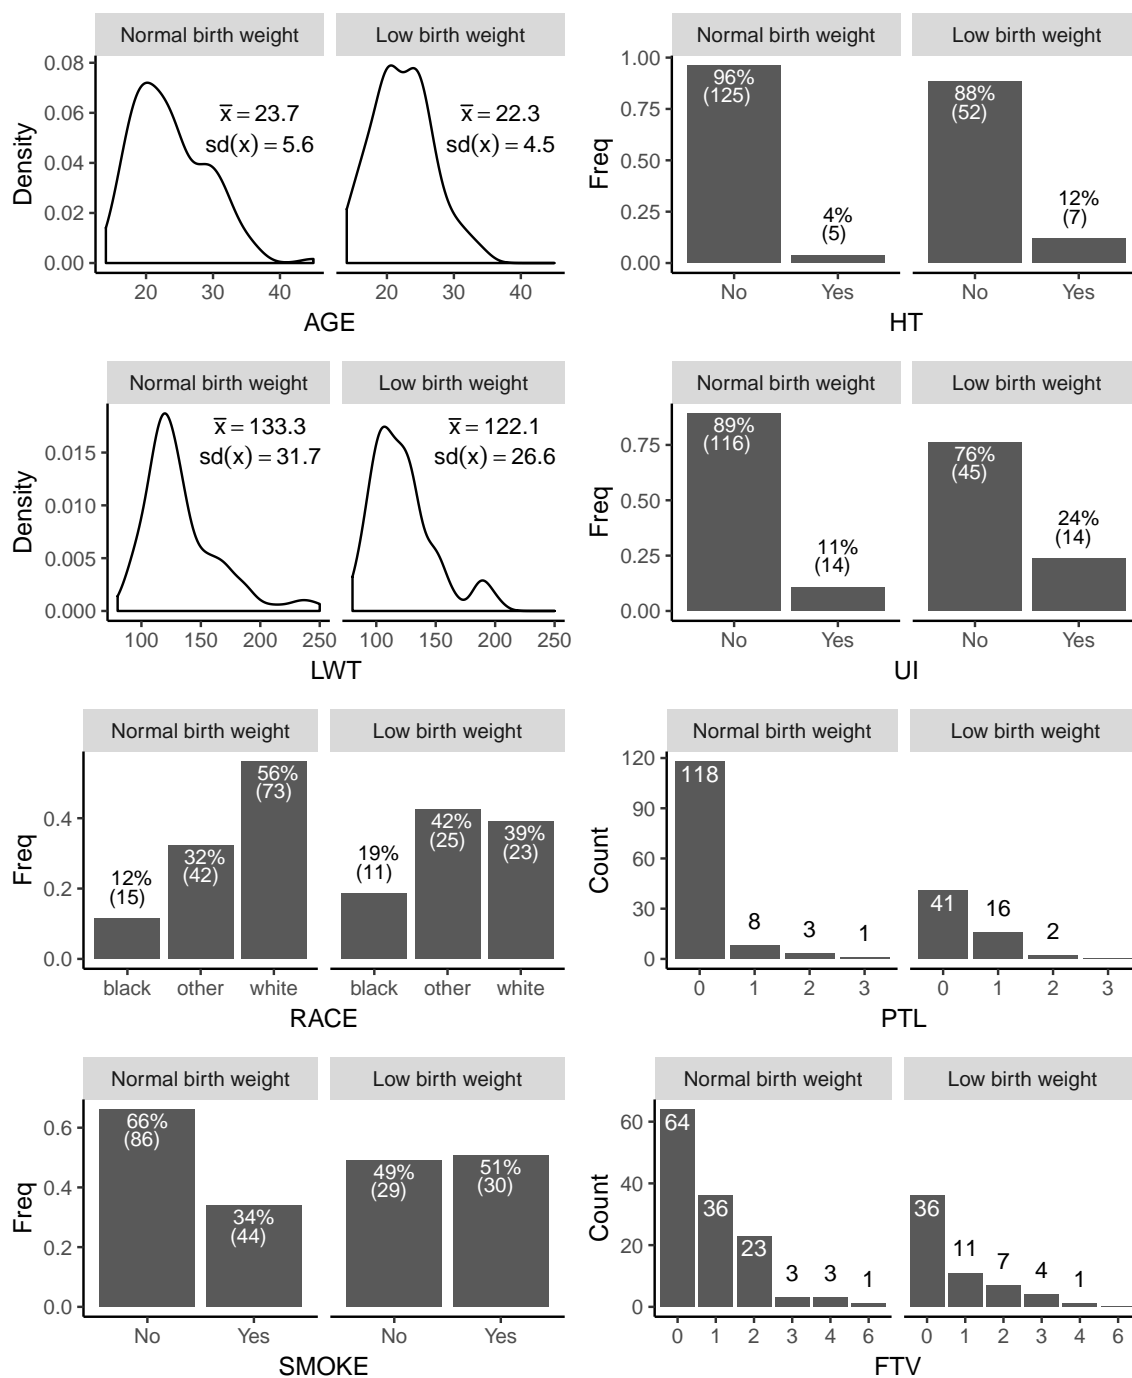 Normal birth weight Low birth weight
0.08
0.06
0.04
0.02
0.00
Density
x̅ = 23.7
sd(x) = 5.6
x̅ = 22.3
sd(x) = 4.5
20 30 40 20 30 40
AGE
Normal birth weight Low birth weight
1.00
0.75
0.50
0.25
0.00
Freq
96%
(125)
4%
(5)
88%
(52)
12%
(7)
No Yes No Yes
HT
Normal birth weight Low birth weight
0.015
0.010
0.005
0.000
Density
x̅ = 133.3
sd(x) = 31.7
x̅ = 122.1
sd(x) = 26.6
100 150 200 250 100 150 200 250
LWT
Normal birth weight Low birth weight
0.75
0.50
0.25
0.00
Freq
89%
(116)
11%
(14)
76%
(45)
24%
(14)
No Yes No Yes
UI
Normal birth weight Low birth weight
0.4
0.2
0.0
Freq
12%
(15)
32%
(42)
56%
(73)
19%
(11)
42%
(25)
39%
(23)
black other white black other white
RACE
Normal birth weight Low birth weight
120
90
60
30
0
Count
118 8 3 1
41 16 2
0 1 2 3 0 1 2 3
PTL
Normal birth weight Low birth weight
0.6
0.4
0.2
0.0
Freq
66%
(86)
34%
(44)
49%
(29)
51%
(30)
No Yes No Yes
SMOKE
Normal birth weight Low birth weight
60
40
20
0
Count
64 36 23 3 3 1
36 11 7 4 1
0 1 2 3 4 6 0 1 2 3 4 6
FTV